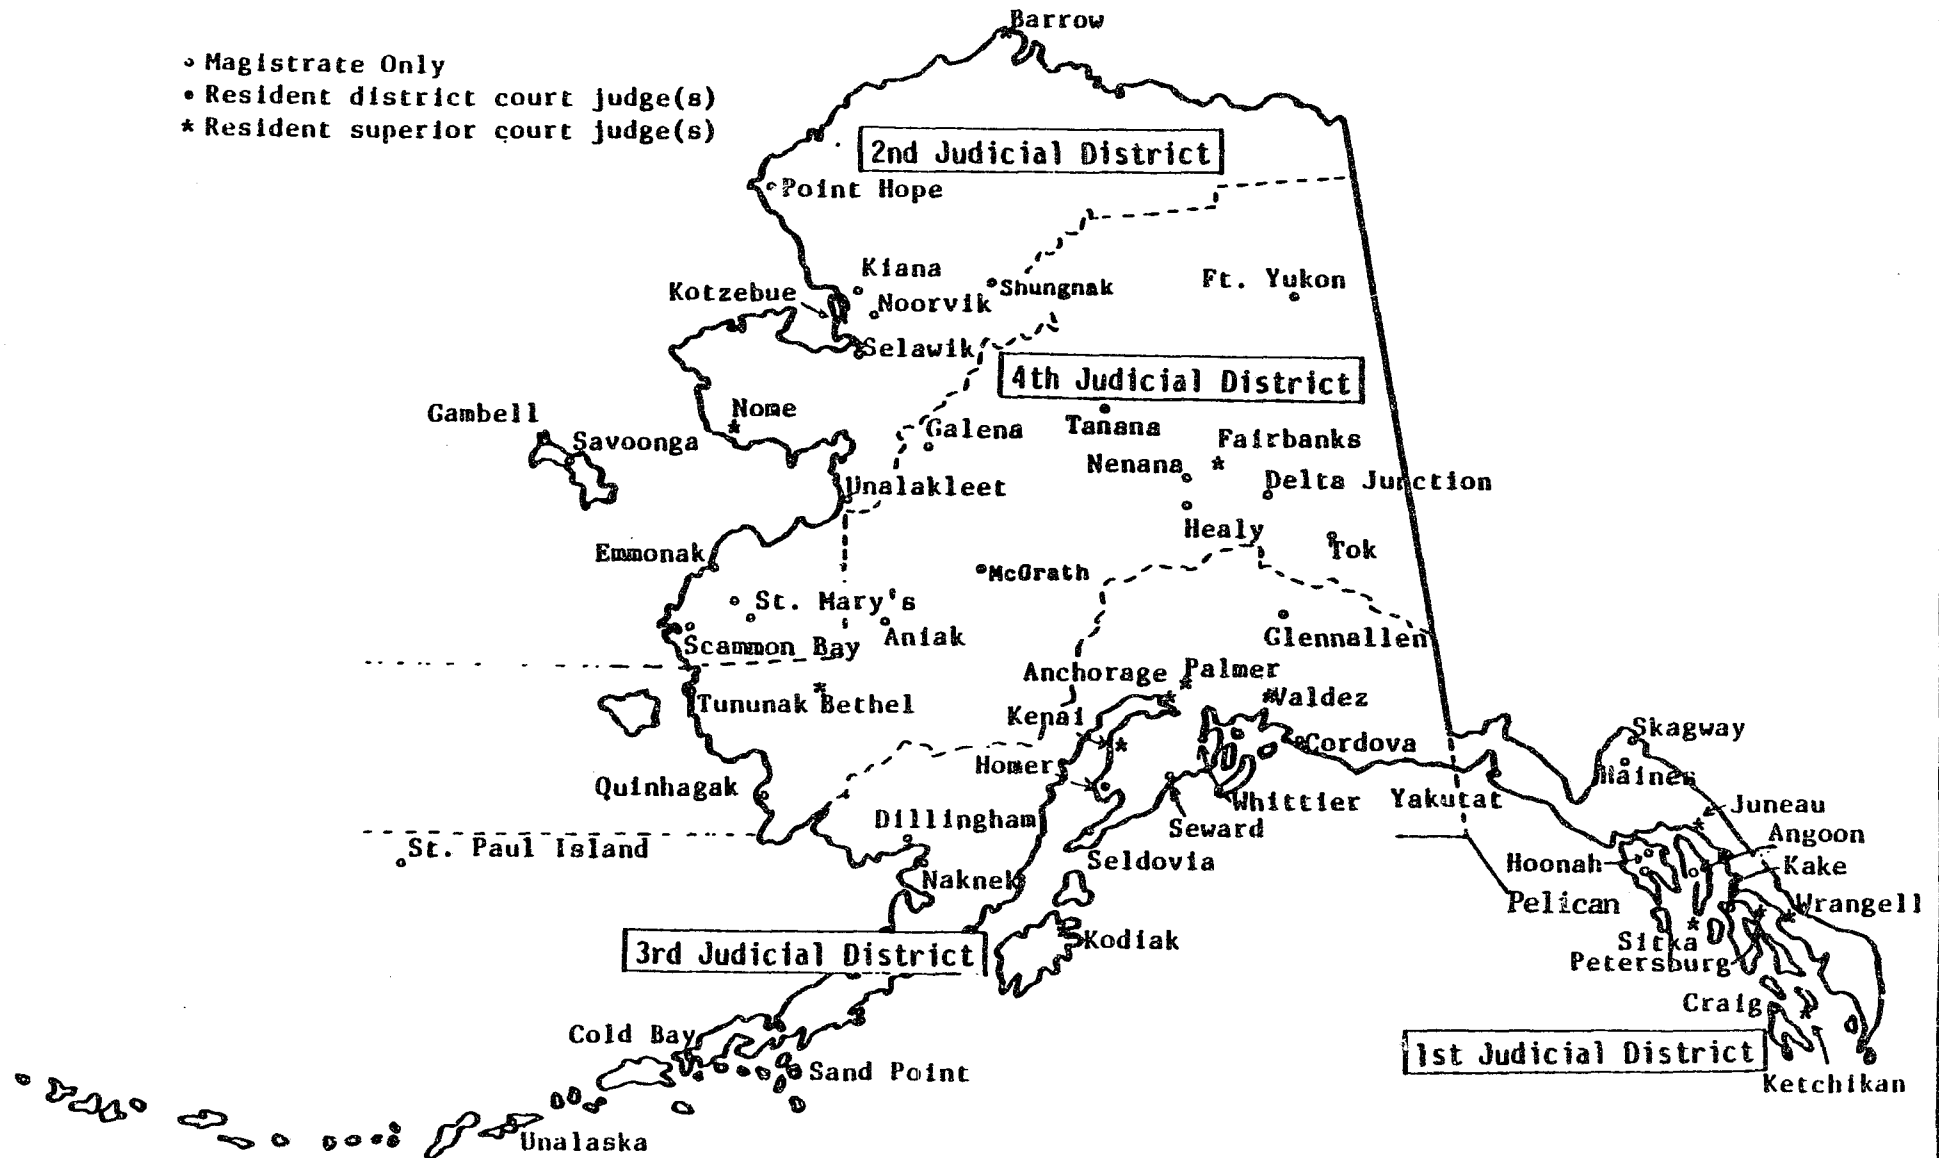 Barrow
Magistrate Only
• Resident district court judge(s)
* Resident superior court judge(s)
2nd Judicial District
Point Hope
Kiana
Kotzebue
Noorvik
Shungnak
Ft. Yukon
Selawik
4th Judicial District
Gambell
Nome
Savoonga
Galena
Tanana
Fairbanks
Nenana
Delta Junction
Unalakleet
Healy
Emmonak
Tok
McGrath
St. Mary's
Aniak
Scammon Bay
Glennallen
Anchorage
Palmer
Tununak
Bethel
Valdez
Kenai
Skagway
Cordova
Homer
Haines
Quinhagak
Whittier
Yakutat
Juneau
Dillingham
Seward
Angoon
St. Paul Island
Seldovia
Hoonah
Kake
Naknek
Pelican
Wrangell
3rd Judicial District
Kodiak
Sitka
Petersburg
Craig
Cold Bay
1st Judicial District
Sand Point
Ketchikan
Unalaska